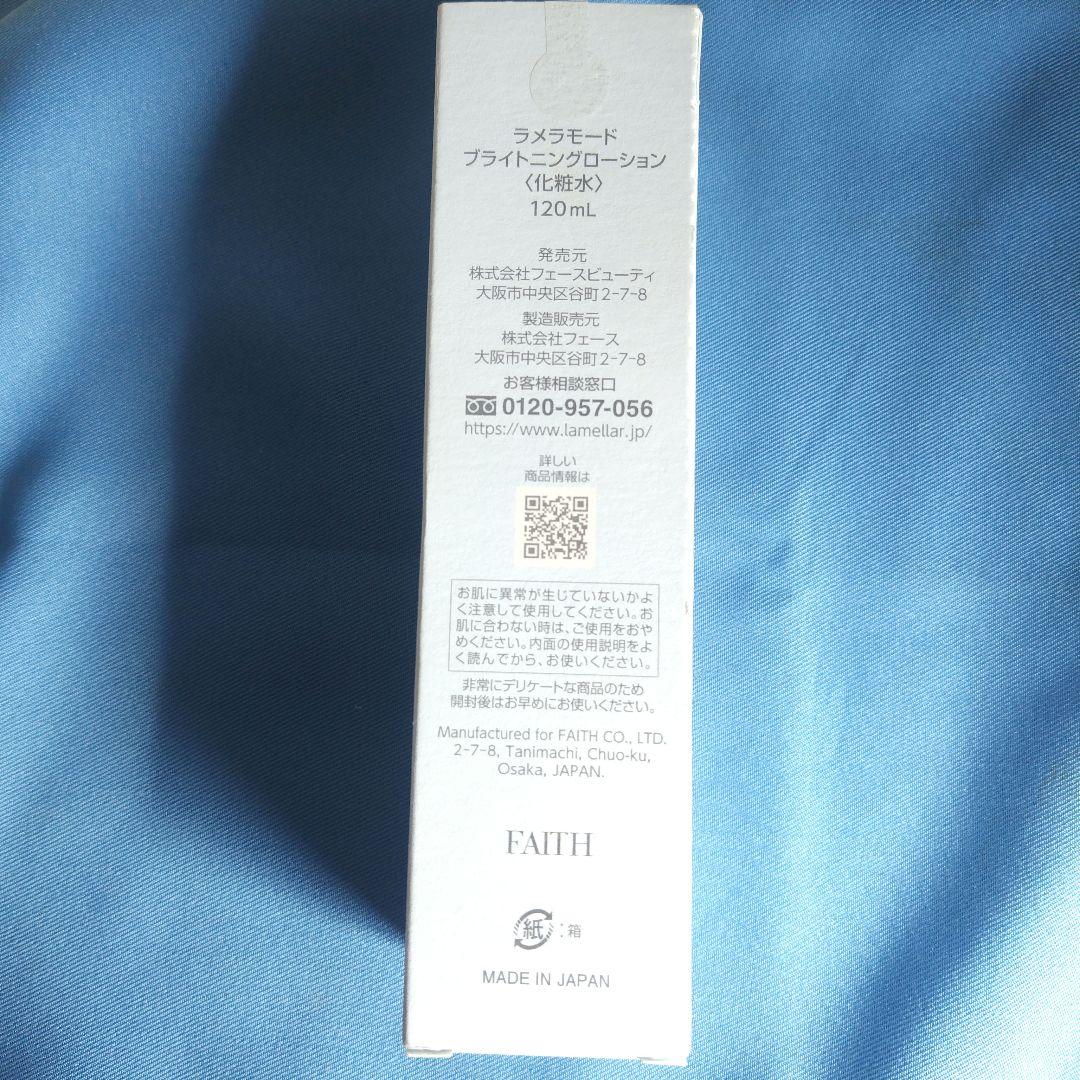 ラメラモード
ブライトニングローション
〈化粧水〉
120mL
発売元
株式会社フェースビューティ
大阪市中央区谷町2-7-8
製造販売元
株式会社フェース
大阪市中央区谷町2-7-8
お客様相談窓口
0120-957-056
https://www.lamellar.jp/
詳しい
商品情報は
お肌に異常が生じていないかよ
く注意して使用してください。お
肌に合わない時は、ご使用をおや
めください。内面の使用説明をよ
く読んでから、お使いください。
非常にデリケートな商品のため
開封後はお早めにお使いください。
Manufactured for FAITH CO., LTD.
2-7-8, Tanimachi, Chuo-ku,
Osaka, JAPAN.
FAITH
紙:箱
MADE IN JAPAN